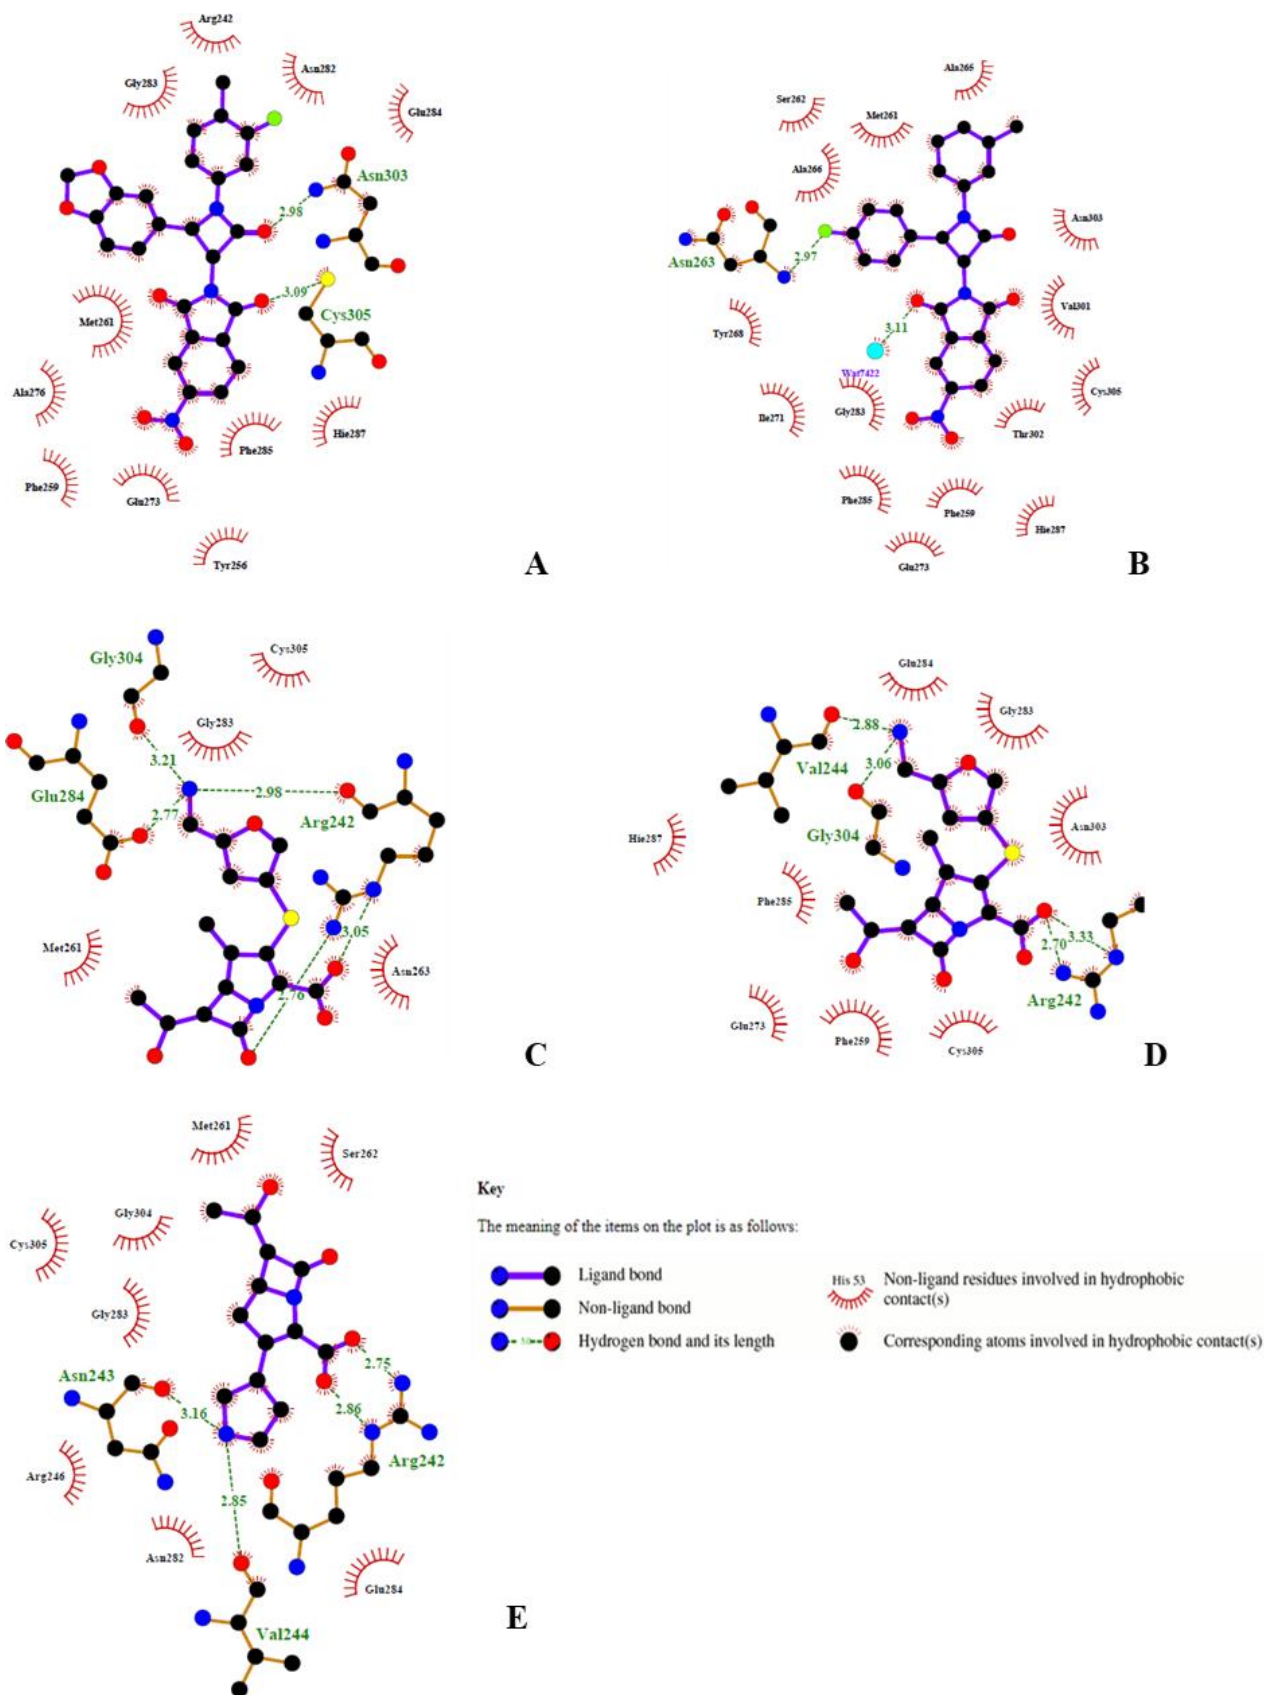 Arg242
Asn282
Gly283
Glu284
Asn303
2.98
3.09
Cys305
Met261
Ala276
Hie287
Phe285
Phe259
Glu273
Tyr256
A
Ala265
Ser262
Met261
Ala266
Asn303
Asn263
2.97
Val301
3.11
Tyr268
Wat7422
Cys305
Ile271
Gly283
Thr302
Phe285
Phe259
Hie287
Glu273
B
Gly304
Cys305
Gly283
3.21
Glu284
2.98
2.77
Arg242
3.05
Met261
Asn263
2.76
C
Glu284
Gly283
2.88
Val244
3.06
Gly304
Asn303
Hie287
Phe285
2.70
3.33
Arg242
Glu273
Phe259
Cys305
D
Met261
Ser262
Gly304
Cys305
Gly283
2.75
Asn243
3.16
2.86
Arg242
Arg246
2.85
Asn282
Glu284
Val244
E
Key
The meaning of the items on the plot is as follows:
Ligand bond
Non-ligand bond
Hydrogen bond and its length
His 53
Non-ligand residues involved in hydrophobic
contact(s)
Corresponding atoms involved in hydrophobic contact(s)